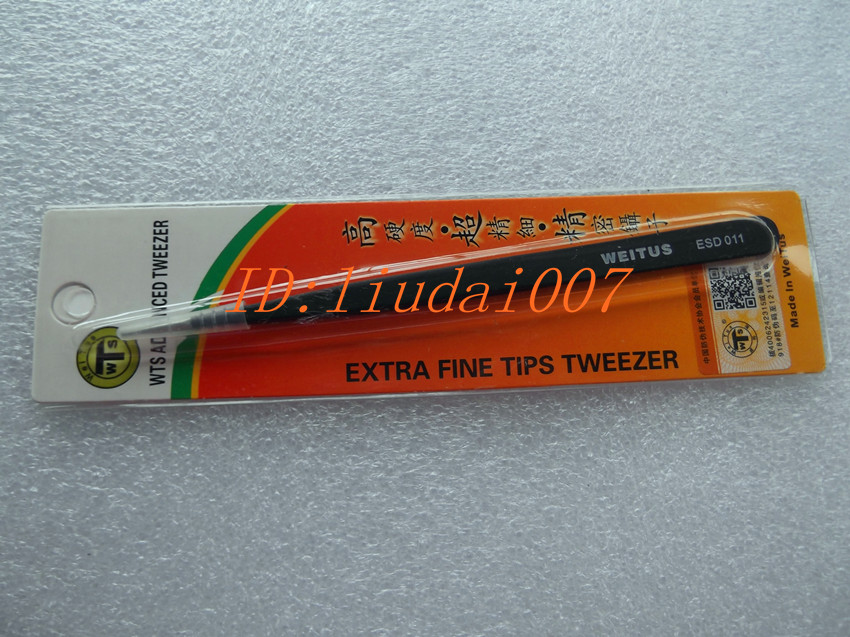 高硬度·超精細·精密鑷子
WEITUS ESD 011
WTS ADVANCED TWEEZER
ID:liudai007
EXTRA FINE TIPS TWEEZER
WTS
Made In Weitus